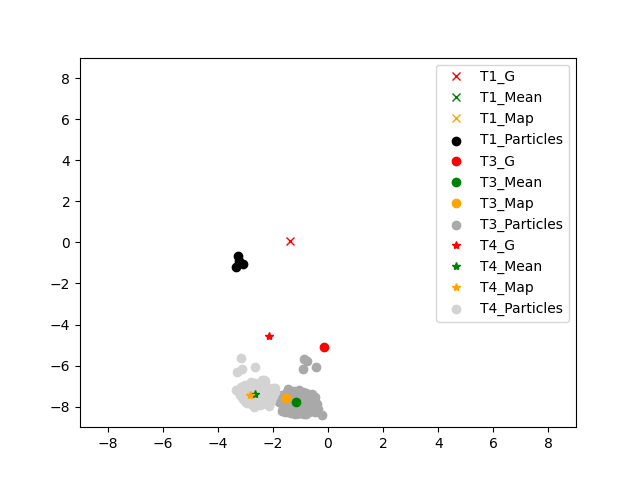 8
6
4
2
0
−2
−4
−6
−8
−8 −6 −4 −2 0 2 4 6 8
T1_G
T1_Mean
T1_Map
T1_Particles
T3_G
T3_Mean
T3_Map
T3_Particles
T4_G
T4_Mean
T4_Map
T4_Particles